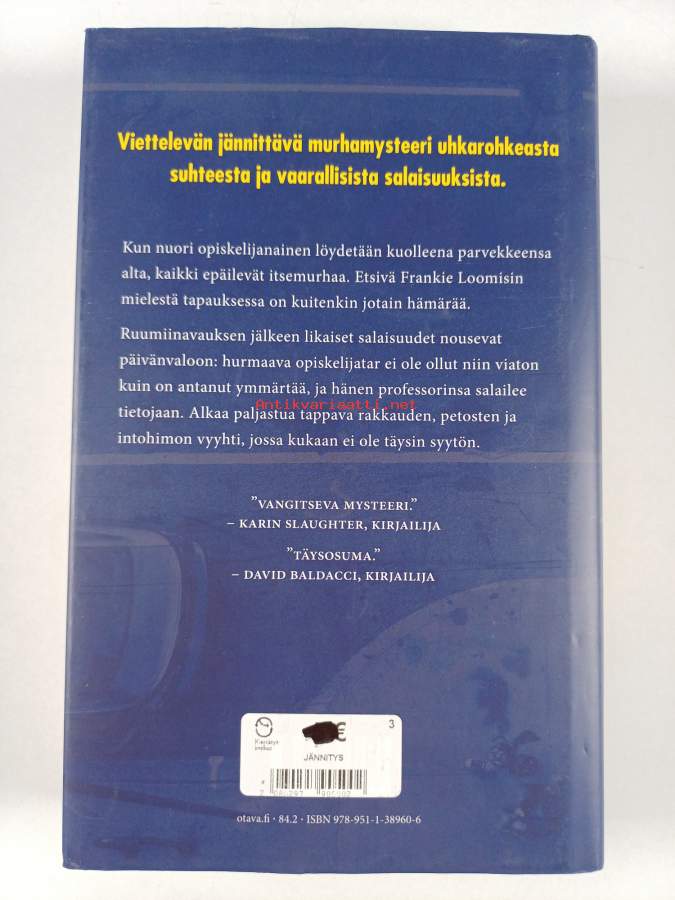 Viettelevän jännittävä murhamysteeri uhkarohkeasta
suhteesta ja vaarallisista salaisuuksista.
Kun nuori opiskelijanainen löydetään kuolleena parvekkeensa
alta, kaikki epäilevät itsemurhaa. Etsivä Frankie Loomisin
mielestä tapauksessa on kuitenkin jotain hämärää.
Ruumiinavauksen jälkeen likaiset salaisuudet nousevat
päivänvaloon: hurmaava opiskelijatar ei ole ollut niin viaton
kuin on antanut ymmärtää, ja hänen professorinsa salailee
Antikvariaatti.net
tietojaan. Alkaa paljastua tappava rakkauden, petosten ja
intohimon vyyhti, jossa kukaan ei ole täysin syytön.
”VANGITSEVA MYSTEERI.”
– KARIN SLAUGHTER, KIRJAILIJA
”TÄYSOSUMA.”
– DAVID BALDACCI, KIRJAILIJA
€
3
JÄNNITYS
otava.fi · 84.2 · ISBN 978-951-1-38960-6